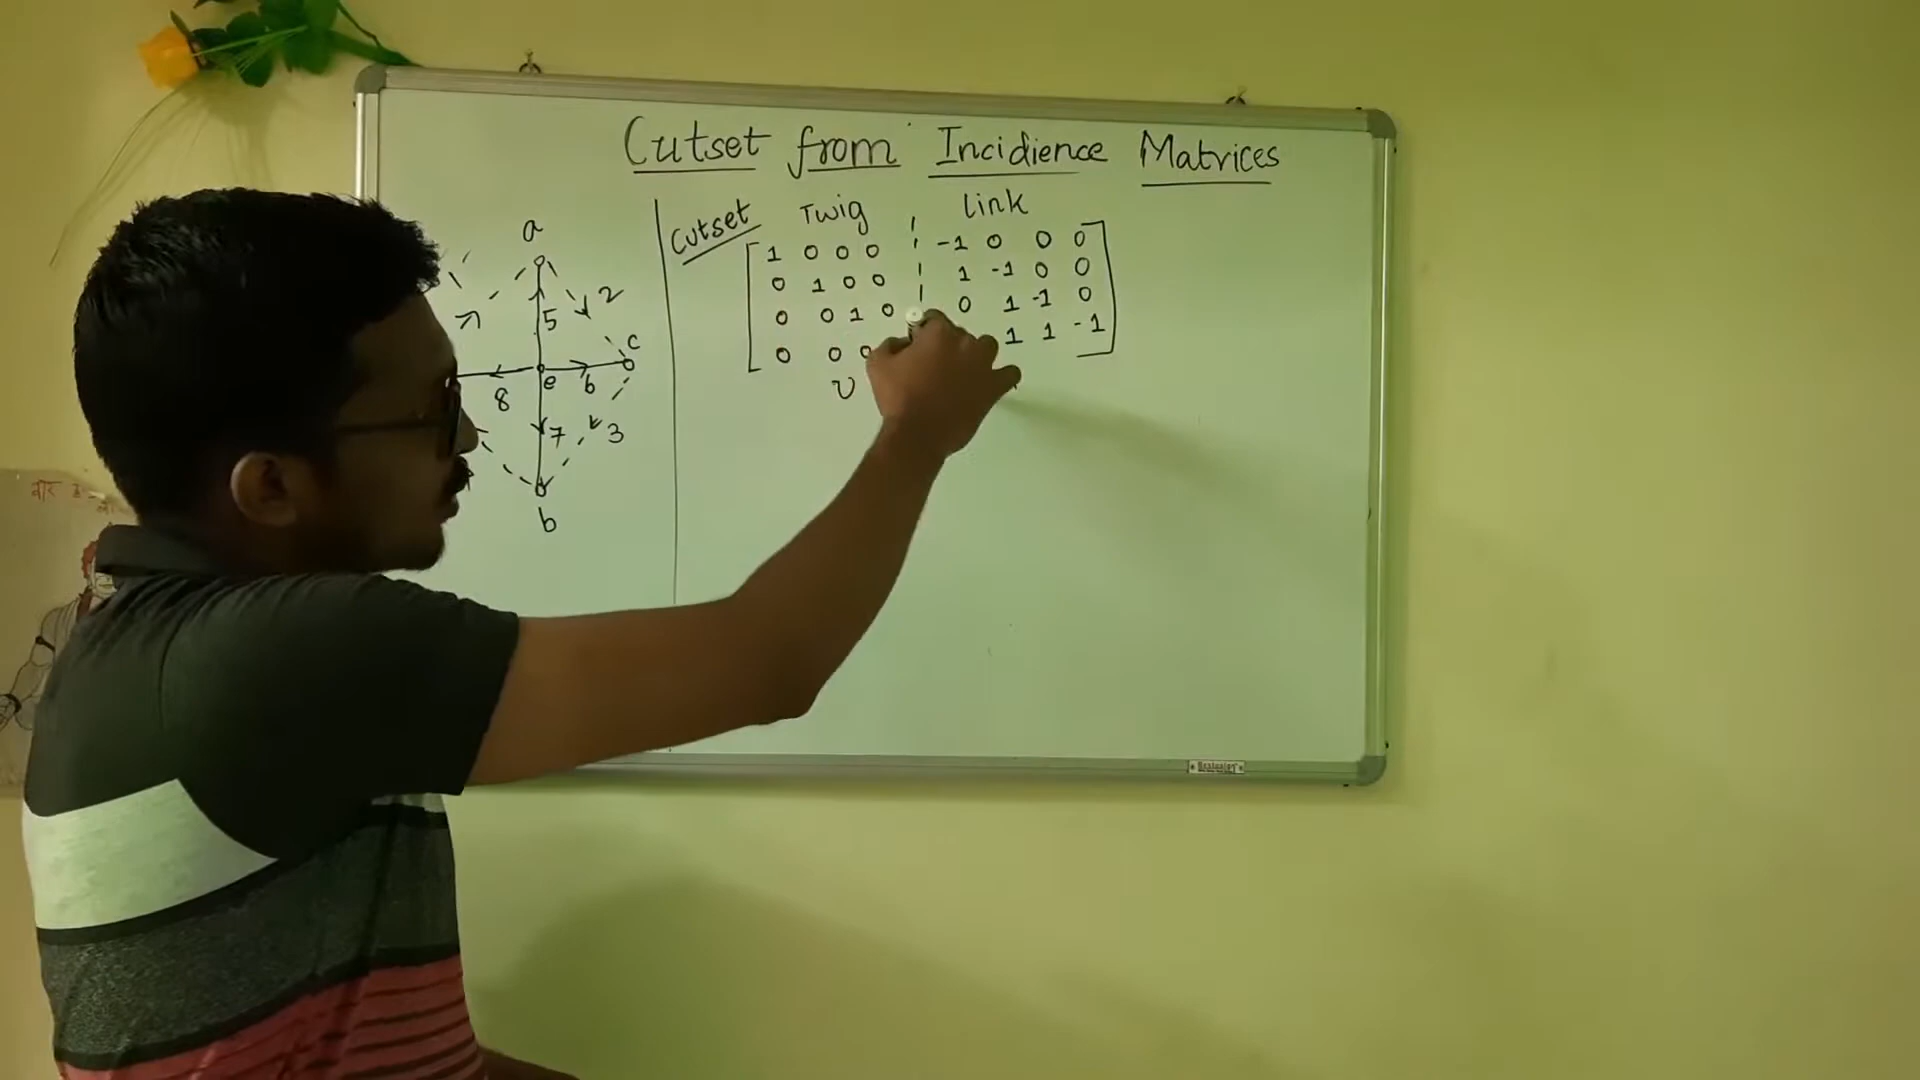 Cutset from Incidience Matrices
Cutset Twig Link
1 0 0 0 -1 0 0 0
0 1 0 0 1 -1 0 0
0 0 1 0 0 1 -1 0
0 0 0 1 1 -1
U
a
2
5
c
e
6
8
7
3
b